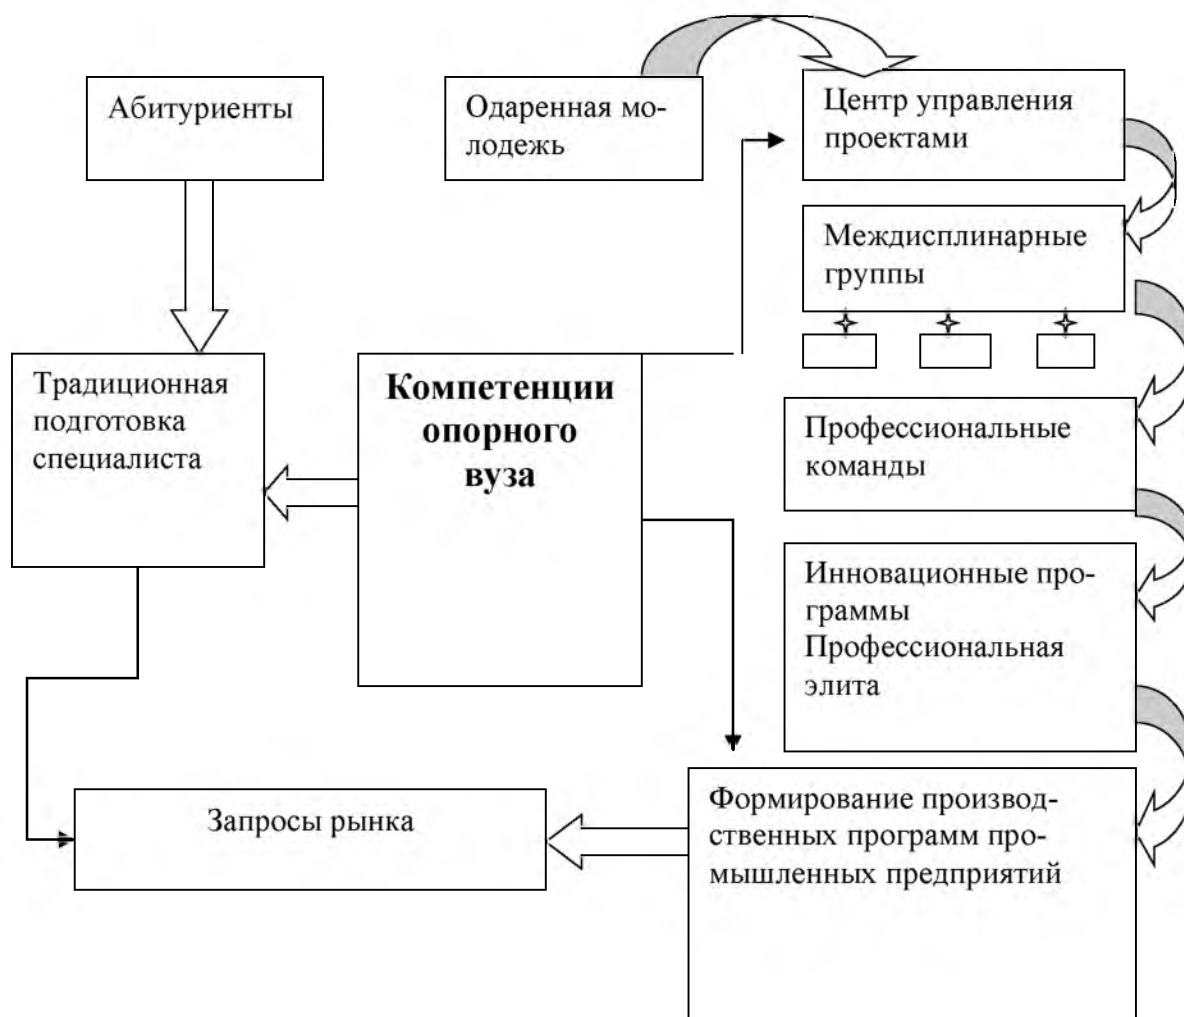 Абитуриенты
Одаренная мо-
лодежь
Центр управления
проектами
Междисплинарные
группы
Традиционная
подготовка
специалиста
Компетенции
опорного
вуза
Профессиональные
команды
Инновационные про-
граммы
Профессиональная
элита
Запросы рынка
Формирование производ-
ственных программ про-
мышленных предприятий